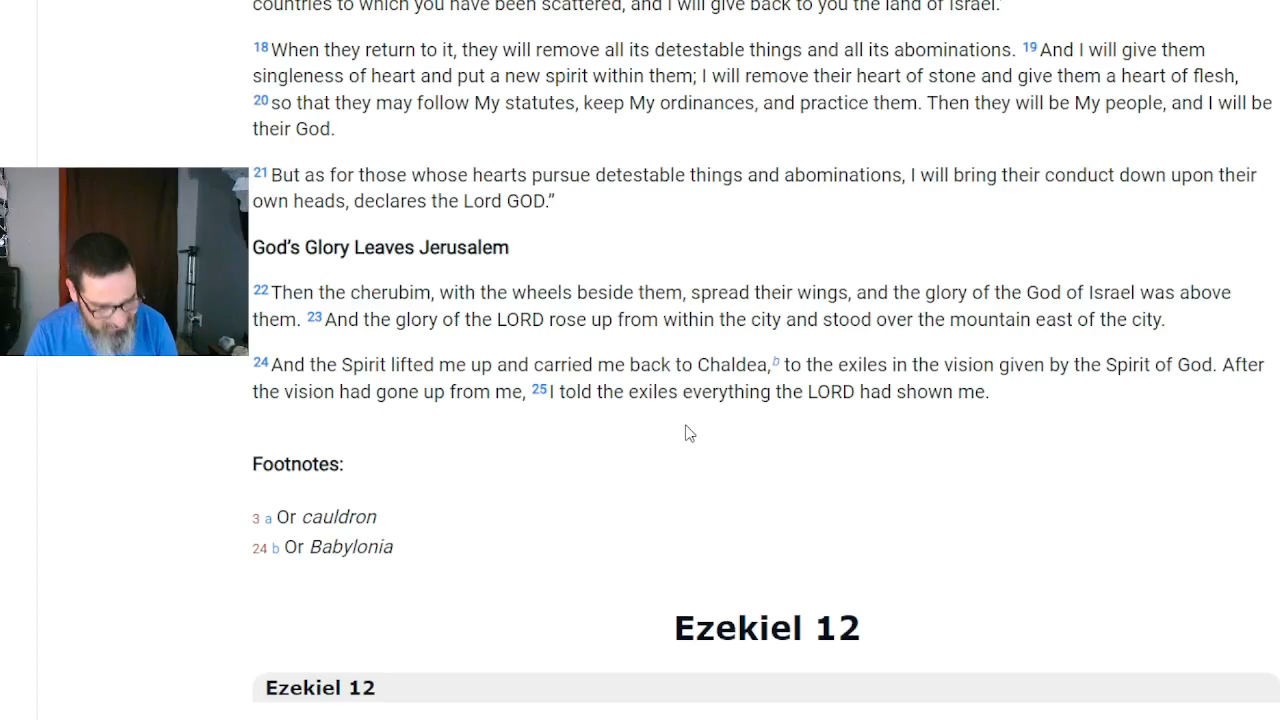 countries to which you have been scattered, and I will give back to you the land of Israel.'
18 When they return to it, they will remove all its detestable things and all its abominations. 19 And I will give them
singleness of heart and put a new spirit within them; I will remove their heart of stone and give them a heart of flesh,
20 so that they may follow My statutes, keep My ordinances, and practice them. Then they will be My people, and I will be
their God.
21 But as for those whose hearts pursue detestable things and abominations, I will bring their conduct down upon their
own heads, declares the Lord GOD.”
God’s Glory Leaves Jerusalem
22 Then the cherubim, with the wheels beside them, spread their wings, and the glory of the God of Israel was above
them. 23 And the glory of the LORD rose up from within the city and stood over the mountain east of the city.
24 And the Spirit lifted me up and carried me back to Chaldea,b to the exiles in the vision given by the Spirit of God. After
the vision had gone up from me, 25 I told the exiles everything the LORD had shown me.
Footnotes:
3 a Or cauldron
24 b Or Babylonia
Ezekiel 12
Ezekiel 12